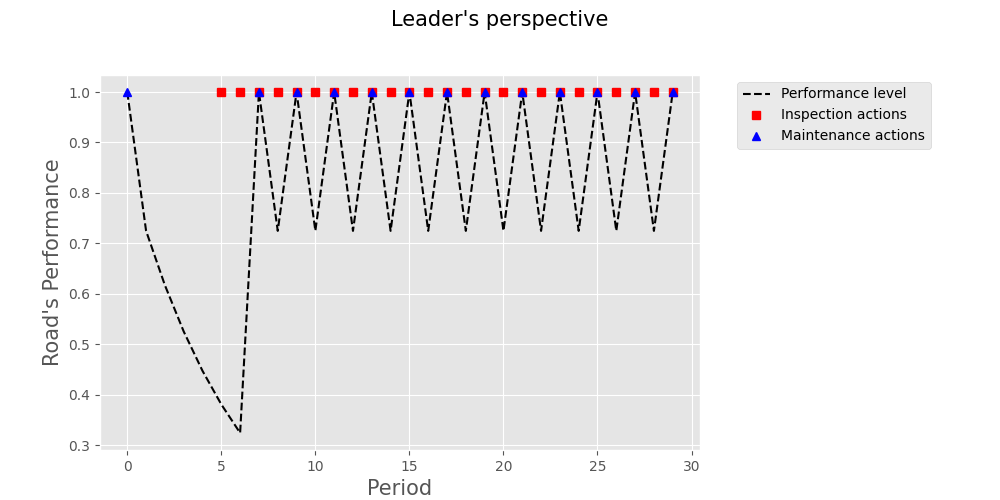 Leader's perspective
Performance level
Inspection actions
Maintenance actions
Road's Performance
1.0
0.9
0.8
0.7
0.6
0.5
0.4
0.3
0 5 10 15 20 25 30
Period